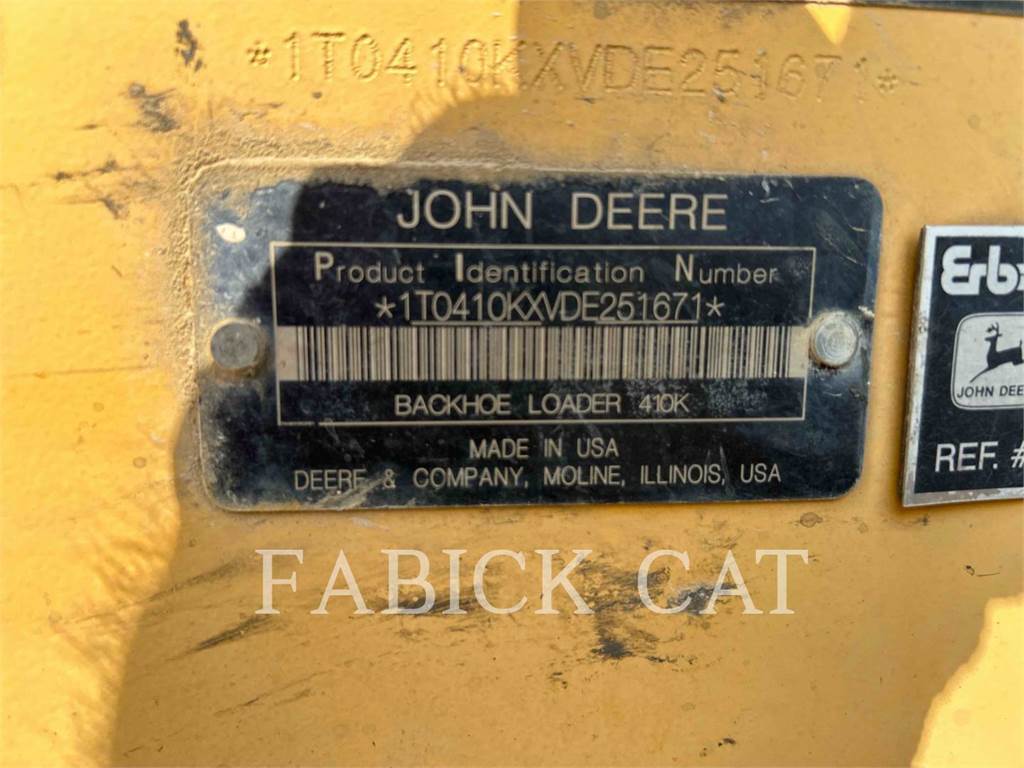 *1T0410KXVDE251671*
JOHN DEERE
Product Identification Number
*1T0410KXVDE251671*
BACKHOE LOADER 410K
MADE IN USA
DEERE & COMPANY, MOLINE, ILLINOIS, USA
JOHN
REF. #
FABICK CAT